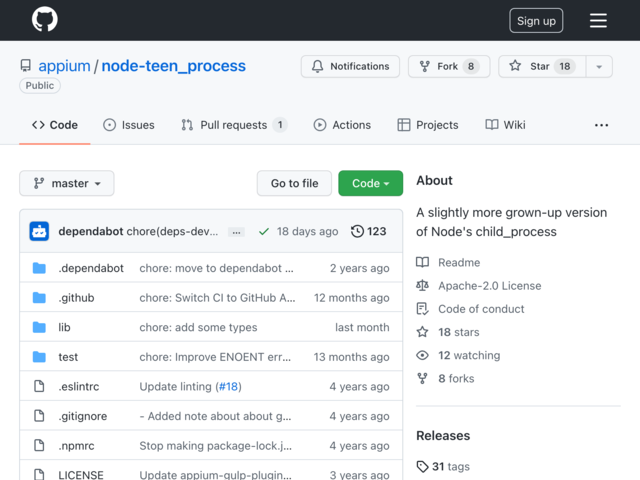 Sign up
appium / node-teen_process
Public
Notifications
Fork 8
Star 18
Code
Issues
Pull requests 1
Actions
Projects
Wiki
master
Go to file
Code
dependabot chore(deps-dev... ... 18 days ago 123
.dependabot chore: move to dependabot ... 2 years ago
.github chore: Switch CI to GitHub A... 12 months ago
lib chore: add some types last month
test chore: Improve ENOENT err... 13 months ago
.eslintrc Update linting (#18) 4 years ago
.gitignore - Added note about about g... 4 years ago
.npmrc Stop making package-lock.j... 4 years ago
LICENSE Update appium-gulp-plugin... 3 years ago
About
A slightly more grown-up version
of Node's child_process
Readme
Apache-2.0 License
Code of conduct
18 stars
12 watching
8 forks
Releases
31 tags